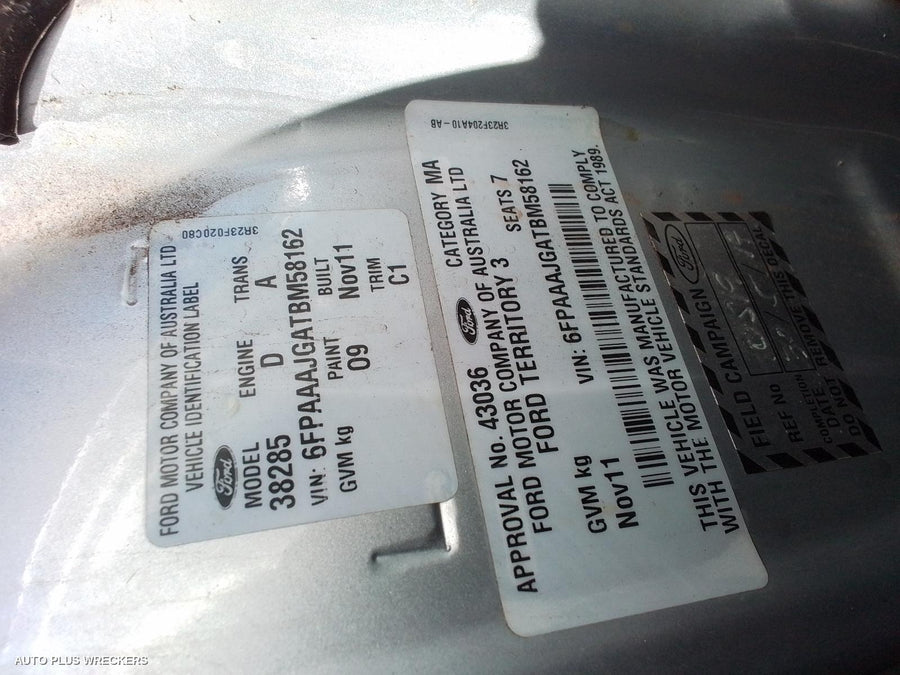 3R23F020C80
FORD MOTOR COMPANY OF AUSTRALIA LTD
VEHICLE IDENTIFICATION LABEL
Ford
MODEL ENGINE TRANS
38285 D A
VIN: 6FPAAAJGATBM58162
GVM kg PAINT BUILT
09 Nov11
TRIM
C1
3R23F204A10-AB
APPROVAL No. 43036 Ford CATEGORY MA
FORD MOTOR COMPANY OF AUSTRALIA LTD
FORD TERRITORY 3 SEATS 7
GVM kg VIN: 6FPAAAJGATBM58162
Nov11
THIS VEHICLE WAS MANUFACTURED TO COMPLY
WITH THE MOTOR VEHICLE STANDARDS ACT 1989.
FIELD CAMPAIGN Ford
REF NO
COMPLETION
DATE
DO NOT REMOVE THIS DECAL
AUTO PLUS WRECKERS